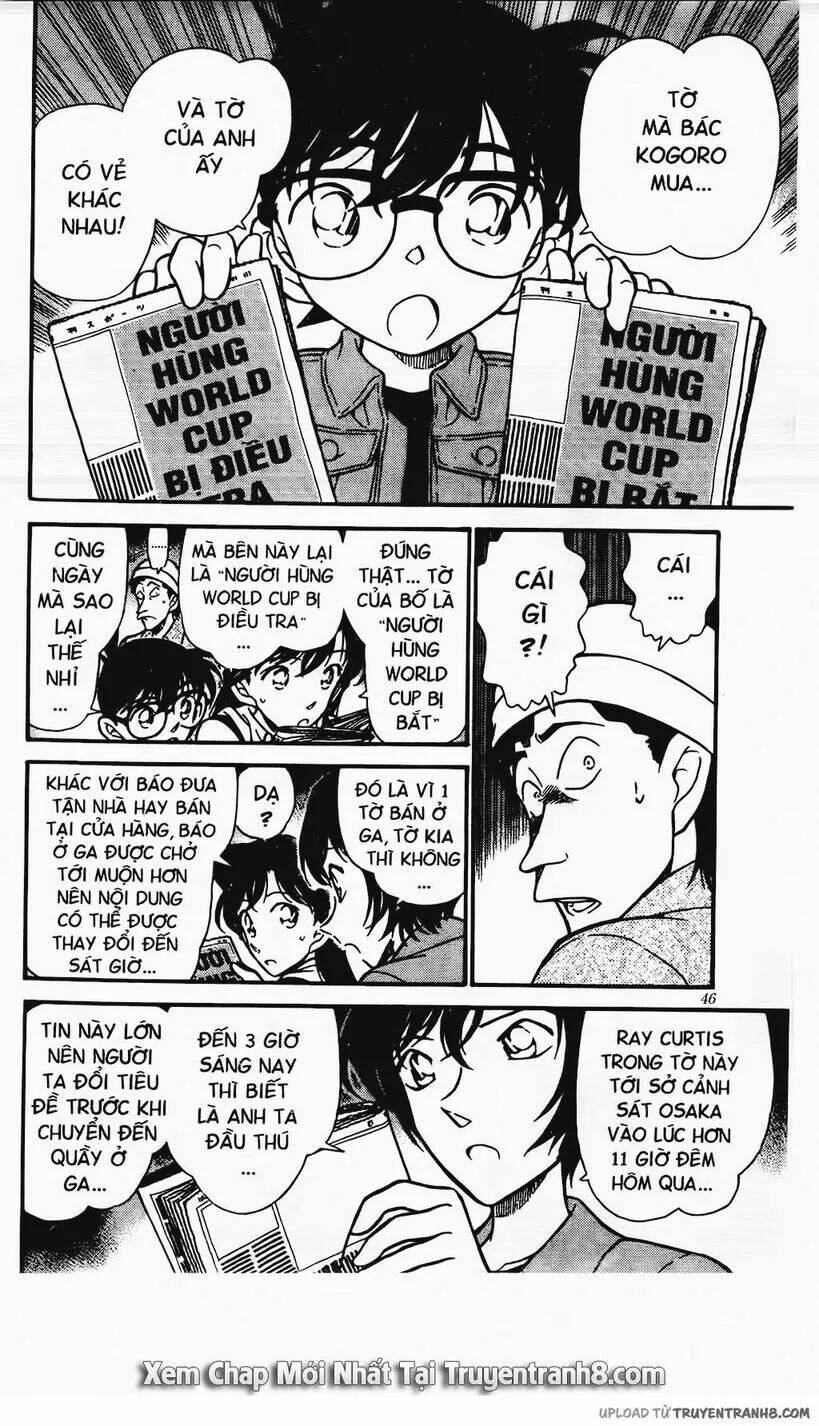 TỜ
MÀ BÁC
KOGORO
MUA...
VÀ TỜ
CỦA ANH
ẤY
CÓ VẺ
KHÁC
NHAU!
NGƯỜI
HÙNG
WORLD
CUP
BỊ ĐIỀU
TRA
NGƯỜI
HÙNG
WORLD
CUP
BỊ BẮT
CÁI
...
CÁI
GÌ
?!
ĐÚNG
THẬT... TỜ
CỦA BỐ LÀ
"NGƯỜI
HÙNG
WORLD
CUP BỊ
BẮT"
MÀ BÊN NÀY LẠI
LÀ "NGƯỜI HÙNG
WORLD CUP BỊ
ĐIỀU TRA"
...
......
CÙNG
NGÀY
MÀ SAO
LẠI
THẾ
NHỈ
...
ĐÓ LÀ VÌ 1
TỜ BÁN Ở
GA, TỜ KIA
THÌ KHÔNG
...
DẠ
?
KHÁC VỚI BÁO ĐƯA
TẬN NHÀ HAY BÁN
TẠI CỬA HÀNG, BÁO
Ở GA ĐƯỢC CHỞ
TỚI MUỘN HƠN
NÊN NỘI DUNG
CÓ THỂ ĐƯỢC
THAY ĐỔI ĐẾN
SÁT GIỜ...
NGƯỜI
HÙNG
46
RAY CURTIS
TRONG TỜ NÀY
TỚI SỞ CẢNH
SÁT OSAKA
VÀO LÚC HƠN
11 GIỜ ĐÊM
HÔM QUA...
ĐẾN 3 GIỜ
SÁNG NAY
THÌ BIẾT
LÀ ANH TA
ĐẦU THÚ
...
TIN NÀY LỚN
NÊN NGƯỜI
TA ĐỔI TIÊU
ĐỀ TRƯỚC KHI
CHUYỂN ĐẾN
QUẦY Ở
GA...
Xem Chap Mới Nhất Tại Truyentranh8.com
UPLOAD TỪ TRUYENTRANH8.COM